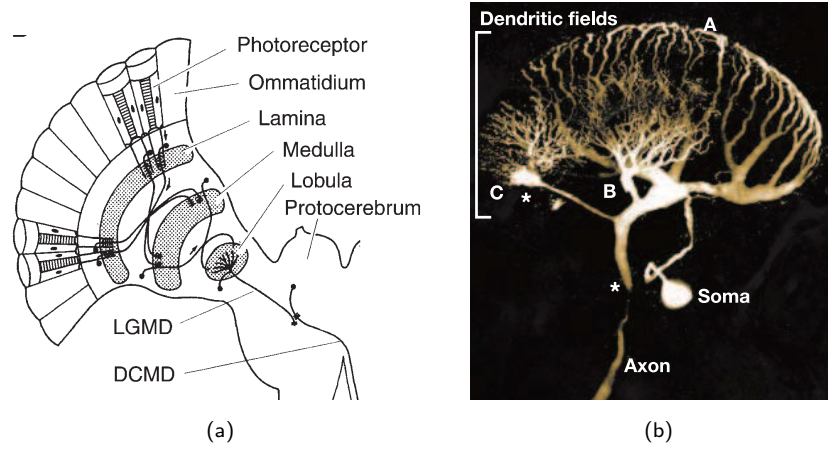 Photoreceptor
Ommatidium
Lamina
Medulla
Lobula
Protocerebrum
LGMD
DCMD
(a)
Dendritic fields
A
B
C
*
*
Soma
Axon
(b)